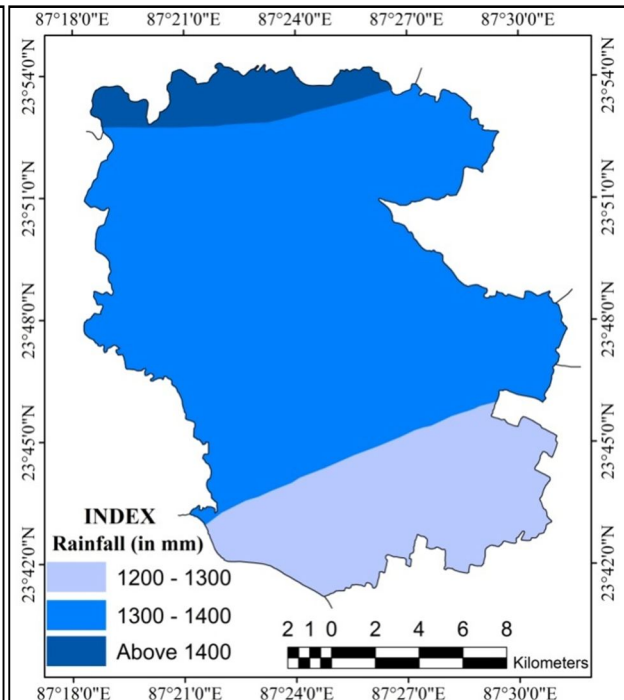 87°18'0"E 87°21'0"E 87°24'0"E 87°27'0"E 87°30'0"E
23°54'0"N 23°54'0"N
23°51'0"N 23°51'0"N
23°48'0"N 23°48'0"N
23°45'0"N 23°45'0"N
23°42'0"N 23°42'0"N
INDEX
Rainfall (in mm)
1200 - 1300
1300 - 1400
Above 1400
2 1 0 2 4 6 8
Kilometers
87°18'0"E 87°21'0"E 87°24'0"E 87°27'0"E 87°30'0"E